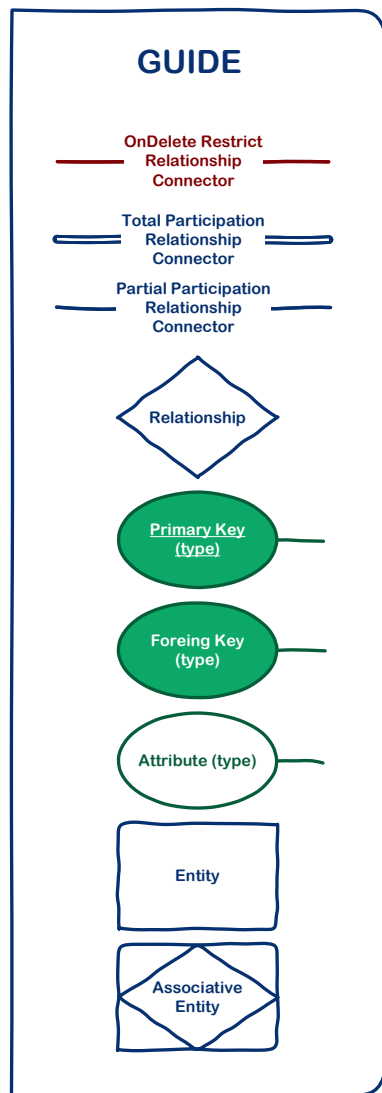 GUIDE
OnDelete Restrict
Relationship
Connector
Total Participation
Relationship
Connector
Partial Participation
Relationship
Connector
Relationship
Primary Key
(type)
Foreing Key
(type)
Attribute (type)
Entity
Associative
Entity